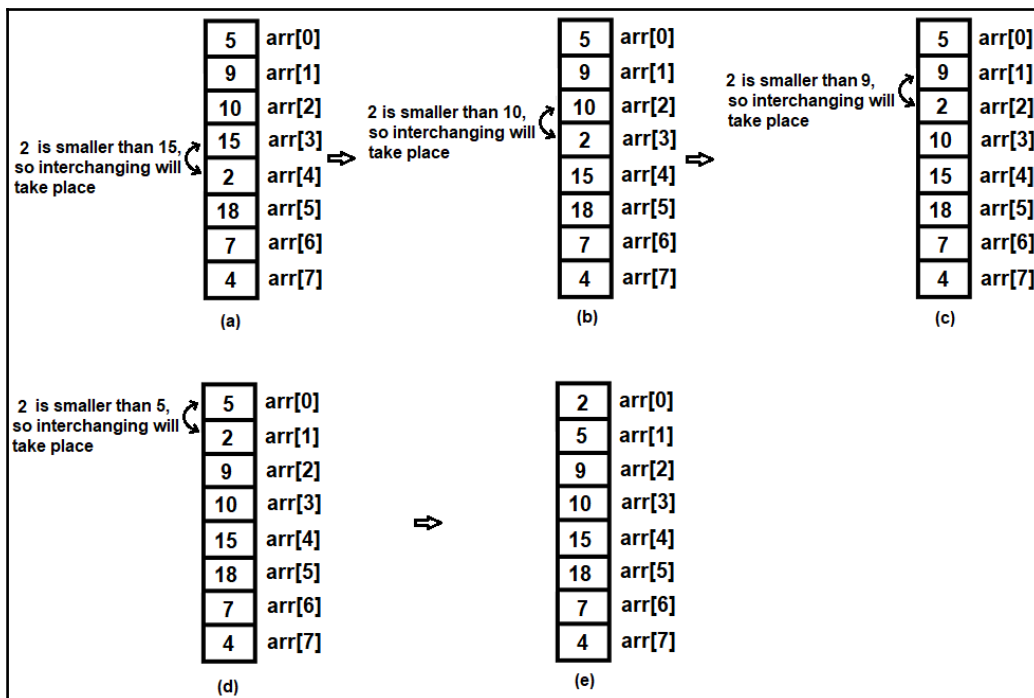 5 arr[0]
9 arr[1]
10 arr[2]
15 arr[3]
2 arr[4]
18 arr[5]
7 arr[6]
4 arr[7]
2 is smaller than 15,
so interchanging will
take place
(a)
5 arr[0]
9 arr[1]
10 arr[2]
2 arr[3]
15 arr[4]
18 arr[5]
7 arr[6]
4 arr[7]
2 is smaller than 10,
so interchanging will
take place
(b)
5 arr[0]
9 arr[1]
2 arr[2]
10 arr[3]
15 arr[4]
18 arr[5]
7 arr[6]
4 arr[7]
2 is smaller than 9,
so interchanging will
take place
(c)
5 arr[0]
2 arr[1]
9 arr[2]
10 arr[3]
15 arr[4]
18 arr[5]
7 arr[6]
4 arr[7]
2 is smaller than 5,
so interchanging will
take place
(d)
2 arr[0]
5 arr[1]
9 arr[2]
10 arr[3]
15 arr[4]
18 arr[5]
7 arr[6]
4 arr[7]
(e)